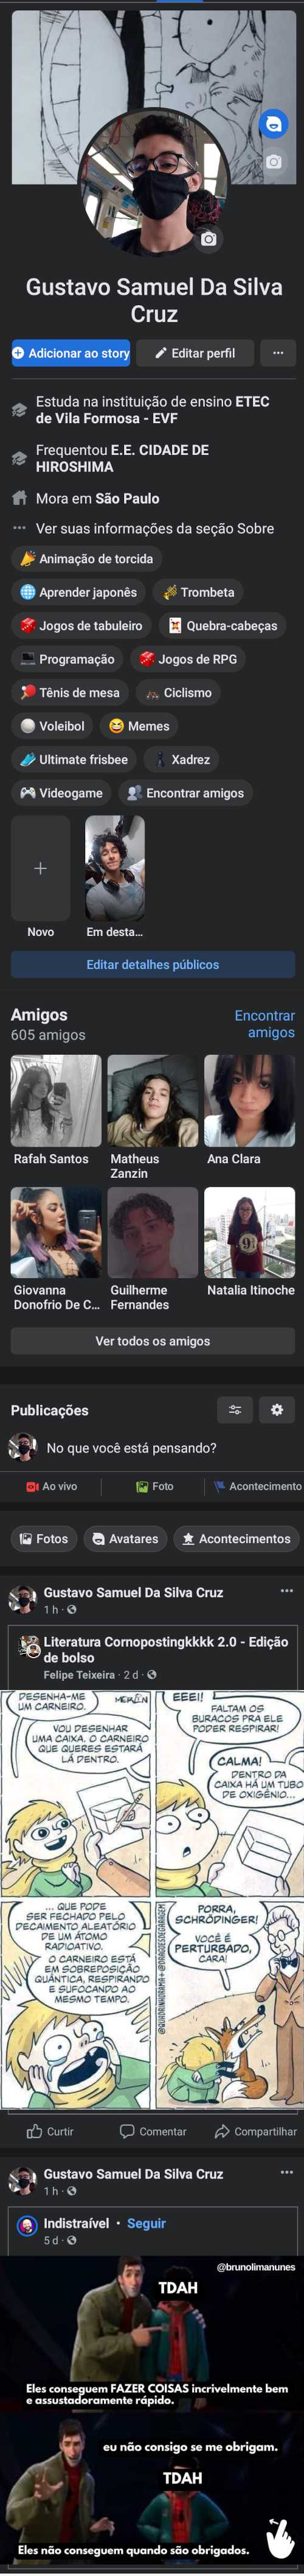 Gustavo Samuel Da Silva
Cruz
Adicionar ao story
Editar perfil
Estuda na instituição de ensino ETEC
de Vila Formosa - EVF
Frequentou E.E. CIDADE DE
HIROSHIMA
Mora em São Paulo
Ver suas informações da seção Sobre
Animação de torcida
Aprender japonês
Trombeta
Jogos de tabuleiro
Quebra-cabeças
Programação
Jogos de RPG
Tênis de mesa
Ciclismo
Voleibol
Memes
Ultimate frisbee
Xadrez
Videogame
Encontrar amigos
Novo
Em desta...
Editar detalhes públicos
Amigos
605 amigos
Encontrar
amigos
Rafah Santos
Matheus
Zanzin
Ana Clara
Giovanna
Donofrio De C...
Guilherme
Fernandes
Natalia Itinoche
Ver todos os amigos
Publicações
No que você está pensando?
Ao vivo
Foto
Acontecimento
Fotos
Avatares
Acontecimentos
Gustavo Samuel Da Silva Cruz
1 h ·
Literatura Cornopostingkkkk 2.0 - Edição
de bolso
Felipe Teixeira · 2 d ·
DESENHA-ME
UM CARNEIRO.
VOU DESENHAR
UMA CAIXA. O CARNEIRO
QUE QUERES ESTARÁ
LÁ DENTRO.
EEEI!
FALTAM OS
BURACOS PRA ELE
PODER RESPIRAR!
CALMA!
DENTRO DA
CAIXA HÁ UM TUBO
DE OXIGÊNIO...
... QUE PODE
SER FECHADO PELO
DECAIMENTO ALEATÓRIO
DE UM ÁTOMO
RADIOATIVO.
O CARNEIRO ESTÁ
EM SOBREPOSIÇÃO
QUÂNTICA, RESPIRANDO
E SUFOCANDO AO
MESMO TEMPO.
PORRA,
SCHRÖDINGER!
VOCÊ É
PERTURBADO,
CARA!
Curtir
Comentar
Compartilhar
Gustavo Samuel Da Silva Cruz
1 h ·
Indistraível · Seguir
5 d ·
@brunolimanunes
TDAH
Eles conseguem FAZER COISAS incrivelmente bem
e assustadoramente rápido.
eu não consigo se me obrigam.
TDAH
Eles não conseguem quando são obrigados.